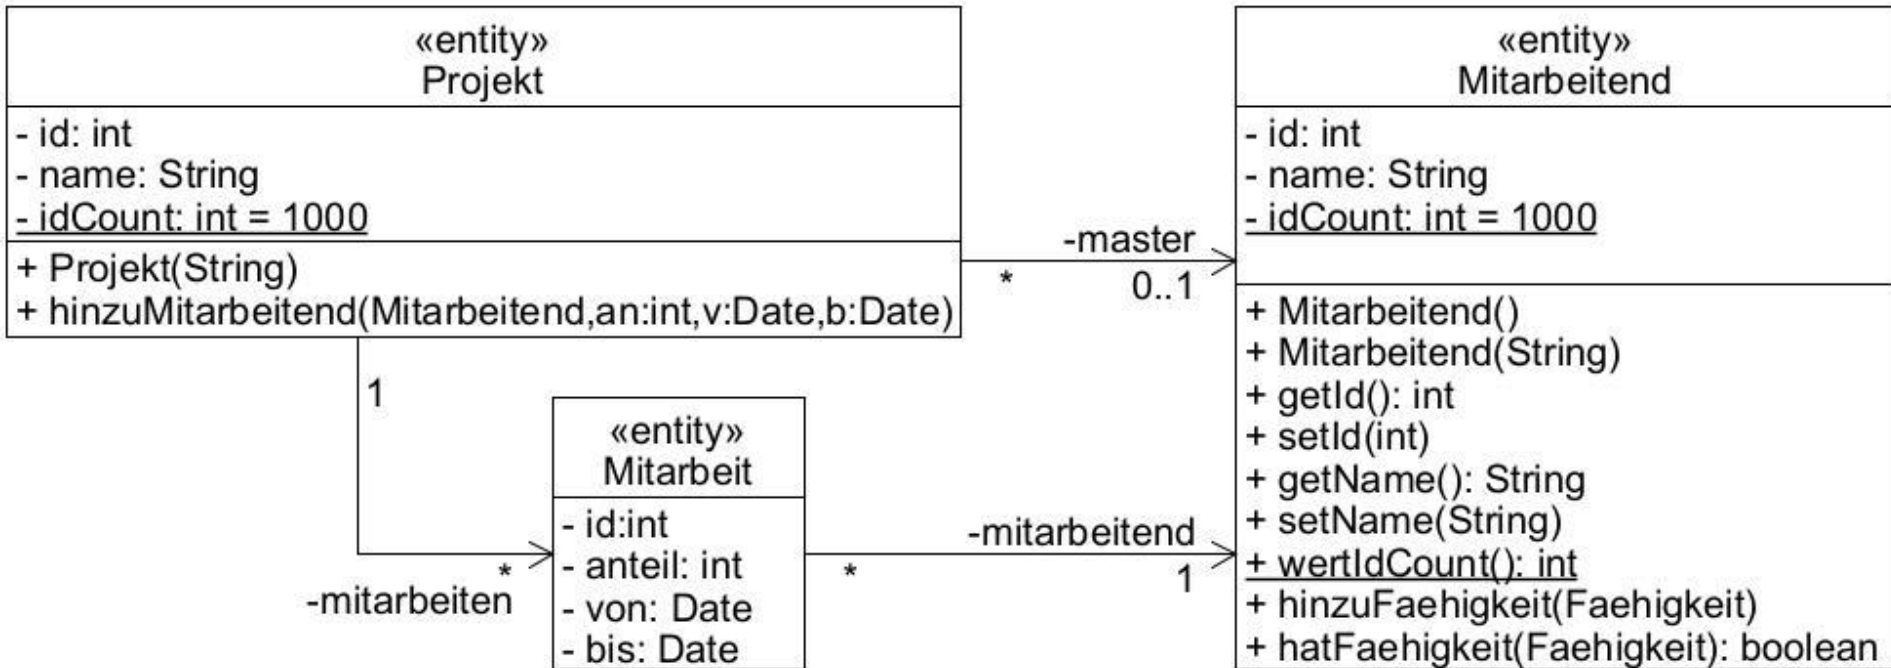 «entity»
Projekt
- id: int
- name: String
- idCount: int = 1000
+ Projekt(String)
+ hinzuMitarbeitend(Mitarbeitend,an:int,v:Date,b:Date)
-master
*
0..1
«entity»
Mitarbeitend
- id: int
- name: String
- idCount: int = 1000
+ Mitarbeitend()
+ Mitarbeitend(String)
+ getId(): int
+ setId(int)
+ getName(): String
+ setName(String)
+ wertIdCount(): int
+ hinzuFaehigkeit(Faehigkeit)
+ hatFaehigkeit(Faehigkeit): boolean
1
*
-mitarbeiten
«entity»
Mitarbeit
- id:int
- anteil: int
- von: Date
- bis: Date
-mitarbeitend
*
1